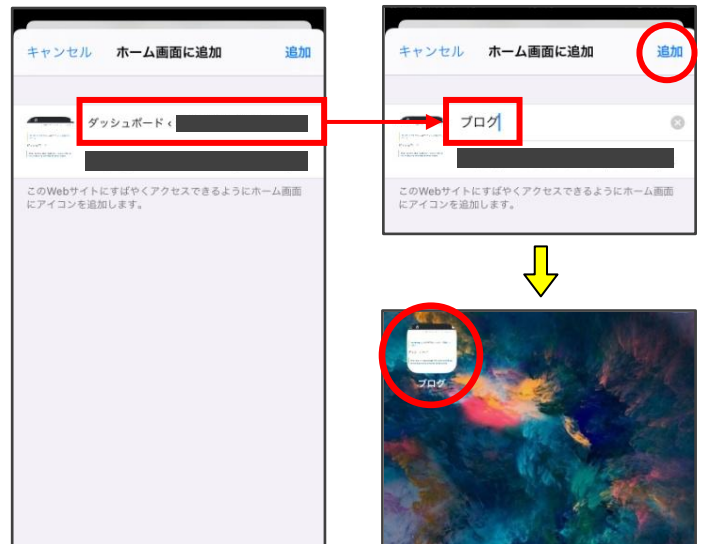 キャンセル ホーム画面に追加 追加
ダッシュボード ‹
このWebサイトにすばやくアクセスできるようにホーム画面
にアイコンを追加します。
キャンセル ホーム画面に追加 追加
ブログ
このWebサイトにすばやくアクセスできるようにホーム画面
にアイコンを追加します。
ブログ